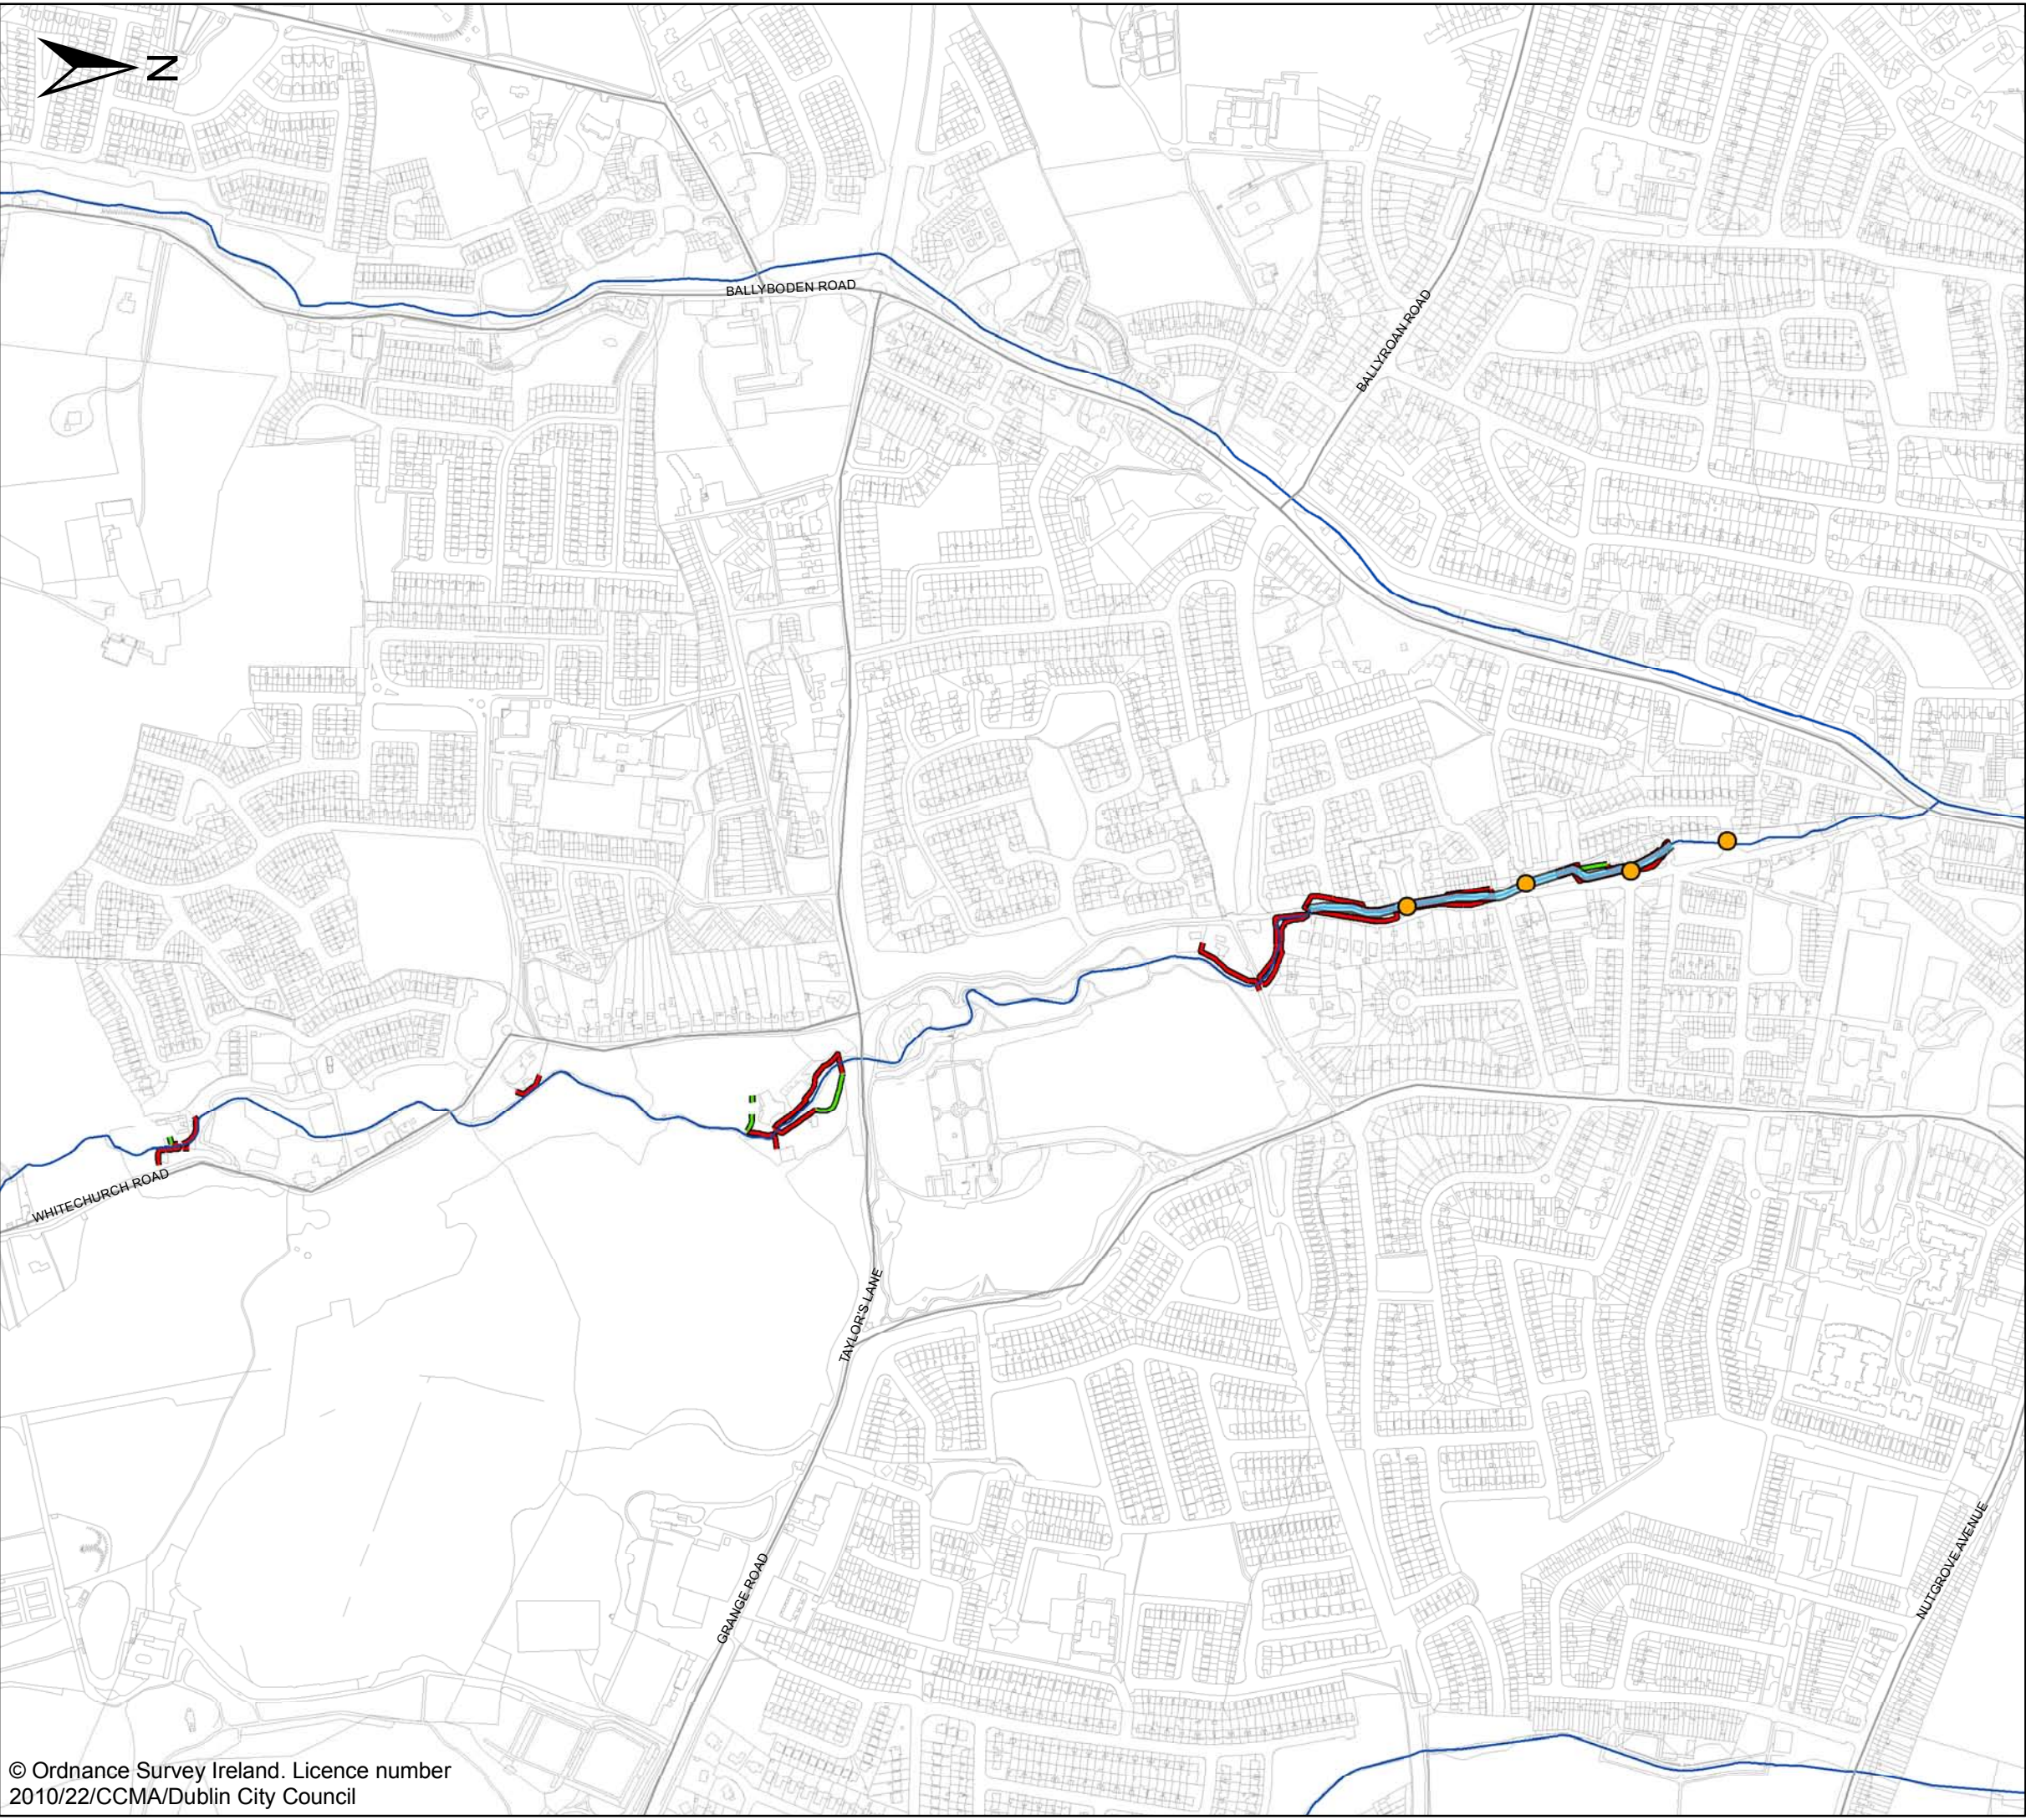 N
BALLYBODEN ROAD
BALLYROAN ROAD
WHITECHURCH ROAD
TAYLOR'S LANE
GRANGE ROAD
NUTGROVE AVENUE
© Ordnance Survey Ireland. Licence number
2010/22/CCMA/Dublin City Council